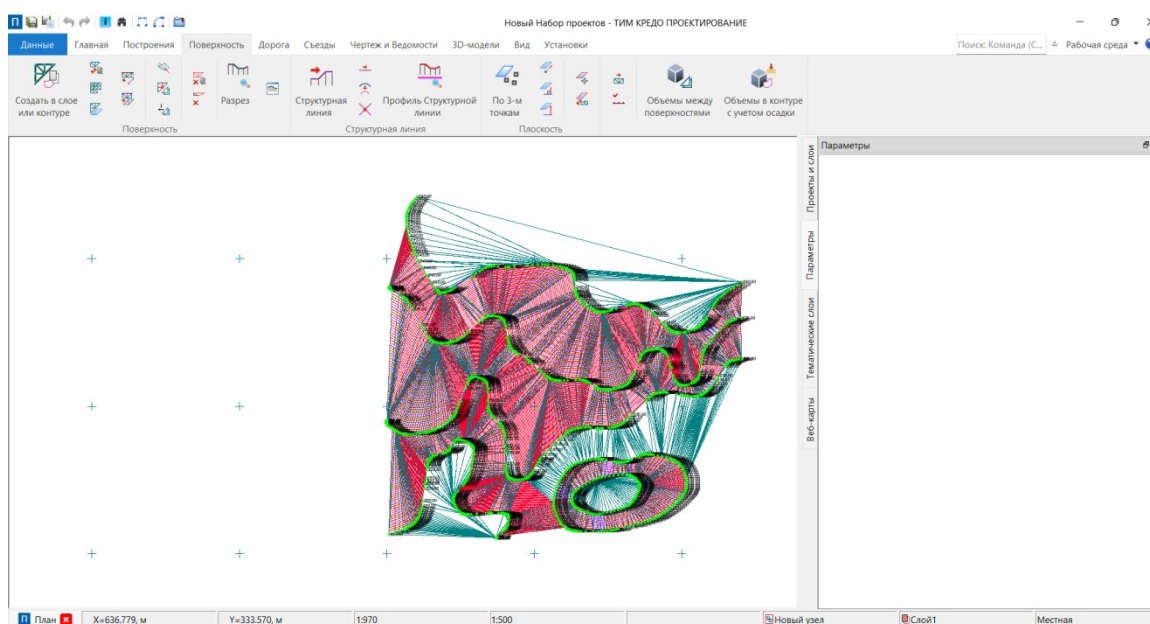 Новый Набор проектов - ТИМ КРЕДО ПРОЕКТИРОВАНИЕ
Данные Главная Построения Поверхность Дорога Съезды Чертеж и Ведомости 3D-модели Вид Установки
Поиск: Команда (С... Рабочая среда
Создать в слое
или контуре
Разрез
Структурная
линия
Профиль Структурной
линии
По 3-м
точкам
Объемы между
поверхностями
Объемы в контуре
с учетом осадки
Поверхность Структурная линия Плоскость
Параметры
Проекты и слои
Параметры
Тематические слои
Веб-карты
П План X=636.779, м Y=333.570, м 1:970 1:500 Новый узел Слой1 Местная